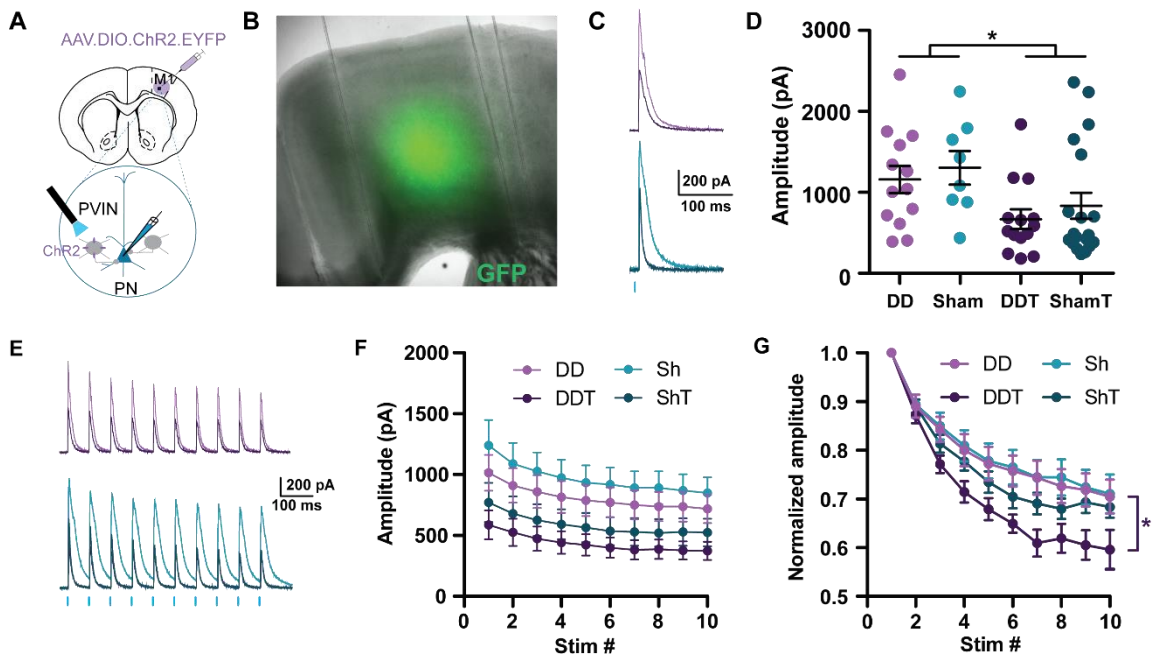 A
AAV.DIO.ChR2.EYFP
M1
PVIN
ChR2
PN
B
GFP
C
200 pA
100 ms
D
Amplitude (pA)
3000
2000
1000
0
DD
Sham
DDT
ShamT
*
E
200 pA
100 ms
F
Amplitude (pA)
2000
1500
1000
500
0
0 2 4 6 8 10
Stim #
DD
Sh
DDT
ShT
G
Normalized amplitude
1.0
0.9
0.8
0.7
0.6
0.5
0 2 4 6 8 10
Stim #
DD
Sh
DDT
ShT
*